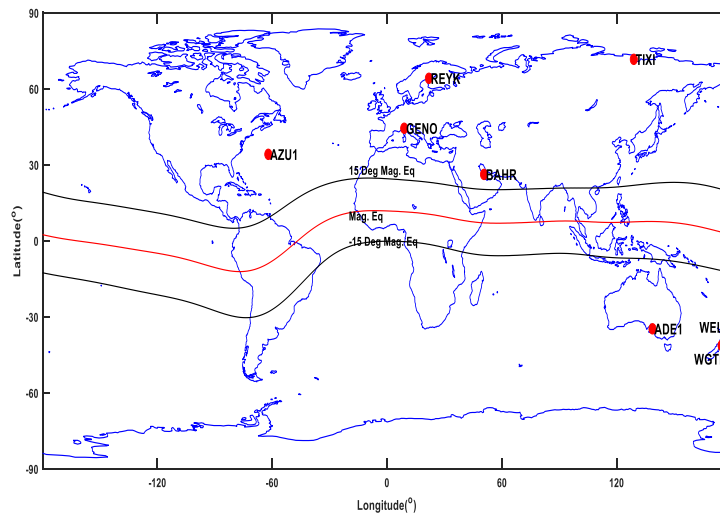 90
60
30
0
-30
-60
-90
-120
-60
0
60
120
Latitude(°)
Longitude(°)
TIXI
REYK
GENO
AZU1
BAHR
15 Deg Mag. Eq
Mag. Eq
-15 Deg Mag. Eq
ADE1
WEL
WGT